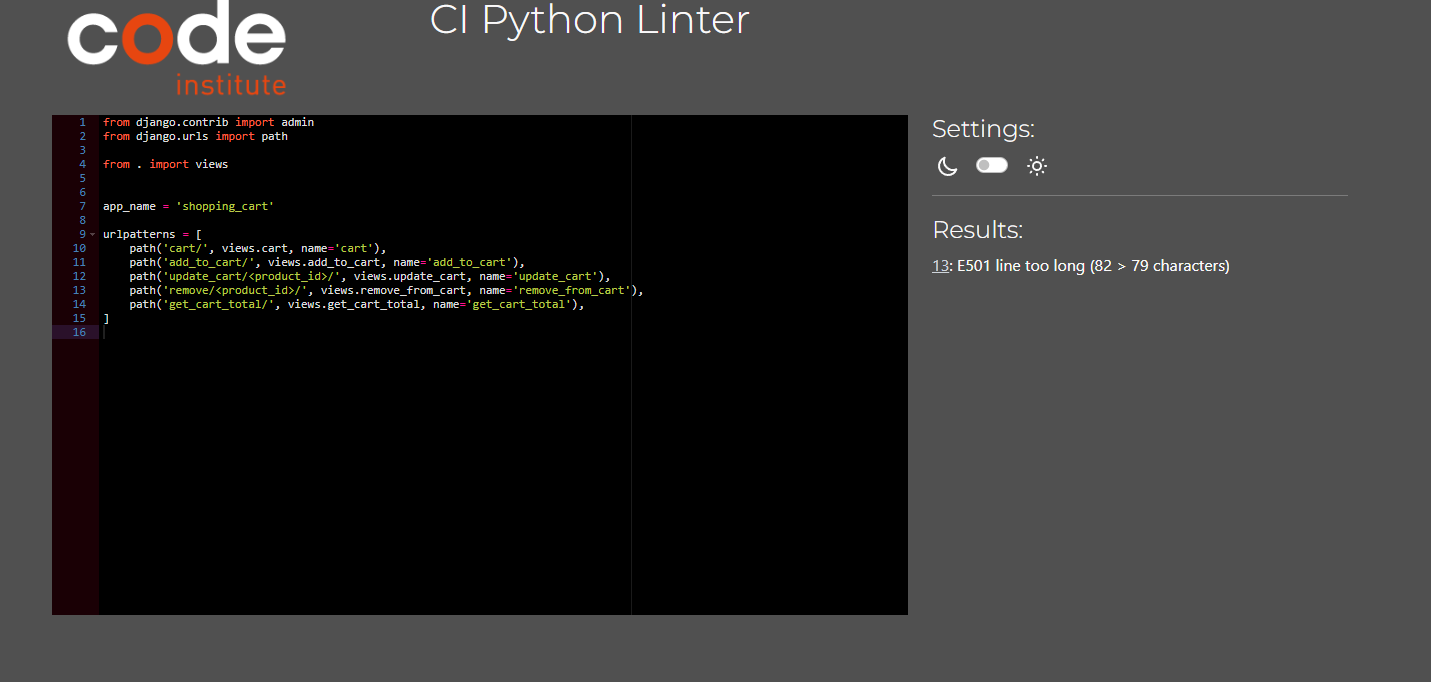 code
institute
CI Python Linter
1 from django.contrib import admin
2 from django.urls import path
3
4 from . import views
5
6
7 app_name = 'shopping_cart'
8
9 urlpatterns = [
10     path('cart/', views.cart, name='cart'),
11     path('add_to_cart/', views.add_to_cart, name='add_to_cart'),
12     path('update_cart/<product_id>/', views.update_cart, name='update_cart'),
13     path('remove/<product_id>/', views.remove_from_cart, name='remove_from_cart'),
14     path('get_cart_total/', views.get_cart_total, name='get_cart_total'),
15 ]
16
Settings:
Results:
13: E501 line too long (82 > 79 characters)